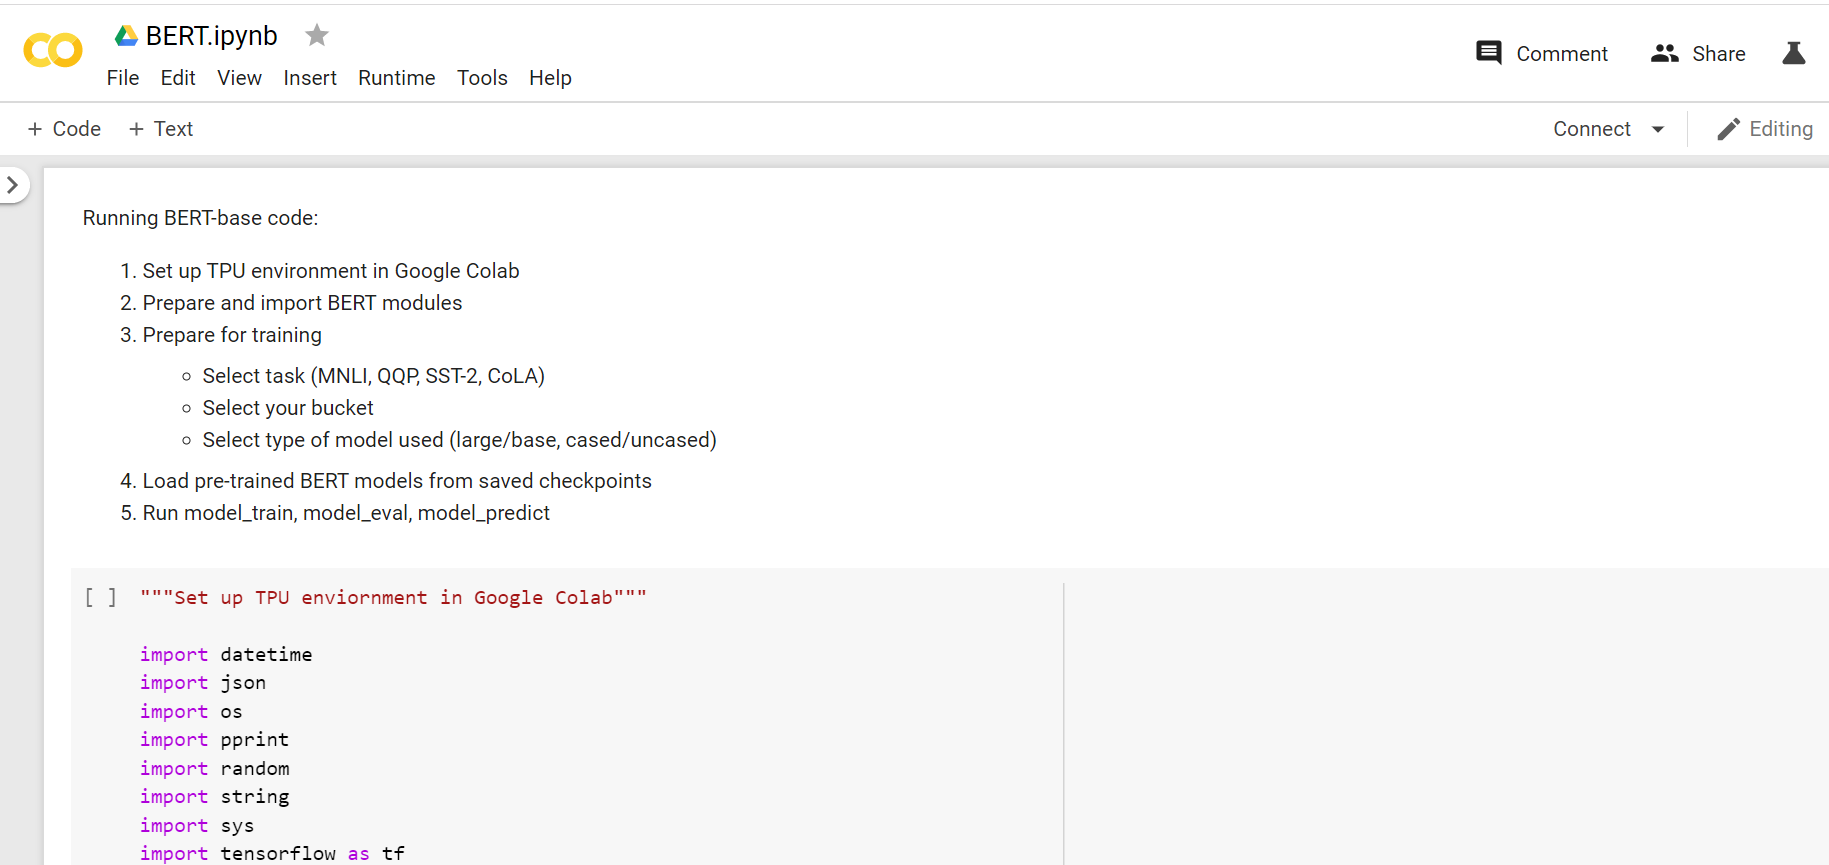 BERT.ipynb
File Edit View Insert Runtime Tools Help
Comment Share
+ Code + Text
Connect Editing
Running BERT-base code:
1. Set up TPU environment in Google Colab
2. Prepare and import BERT modules
3. Prepare for training
◦ Select task (MNLI, QQP, SST-2, CoLA)
◦ Select your bucket
◦ Select type of model used (large/base, cased/uncased)
4. Load pre-trained BERT models from saved checkpoints
5. Run model_train, model_eval, model_predict
[ ] """Set up TPU enviornment in Google Colab"""
import datetime
import json
import os
import pprint
import random
import string
import sys
import tensorflow as tf